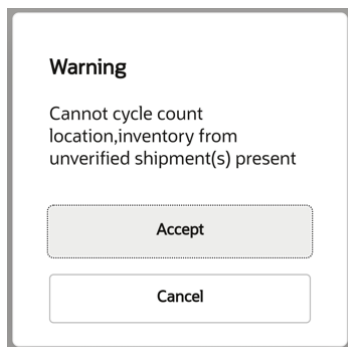 Warning
Cannot cycle count
location,inventory from
unverified shipment(s) present
Accept
Cancel